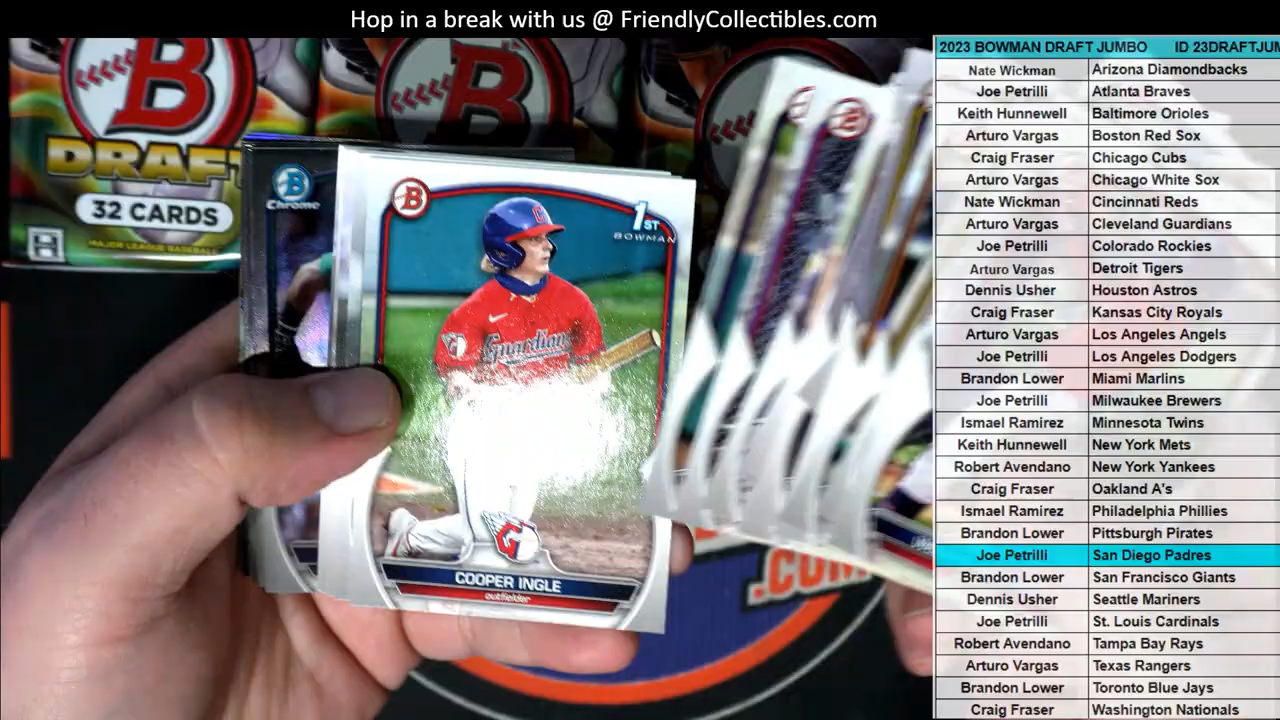 Hop in a break with us @ FriendlyCollectibles.com
2023 BOWMAN DRAFT JUMBO ID 23DRAFTJUM
Nate Wickman Arizona Diamondbacks
Joe Petrilli Atlanta Braves
Keith Hunnewell Baltimore Orioles
Arturo Vargas Boston Red Sox
Craig Fraser Chicago Cubs
Arturo Vargas Chicago White Sox
Nate Wickman Cincinnati Reds
Arturo Vargas Cleveland Guardians
Joe Petrilli Colorado Rockies
Arturo Vargas Detroit Tigers
Dennis Usher Houston Astros
Craig Fraser Kansas City Royals
Arturo Vargas Los Angeles Angels
Joe Petrilli Los Angeles Dodgers
Brandon Lower Miami Marlins
Joe Petrilli Milwaukee Brewers
Ismael Ramirez Minnesota Twins
Keith Hunnewell New York Mets
Robert Avendano New York Yankees
Craig Fraser Oakland A's
Ismael Ramirez Philadelphia Phillies
Brandon Lower Pittsburgh Pirates
Joe Petrilli San Diego Padres
Brandon Lower San Francisco Giants
Dennis Usher Seattle Mariners
Joe Petrilli St. Louis Cardinals
Robert Avendano Tampa Bay Rays
Arturo Vargas Texas Rangers
Brandon Lower Toronto Blue Jays
Craig Fraser Washington Nationals
B
DRAFT
32 CARDS
MAJOR LEAGUE BASEBALL
B
B
Chrome
B
1ST
BOWMAN
Guardians
COOPER INGLE
outfielder
.COM